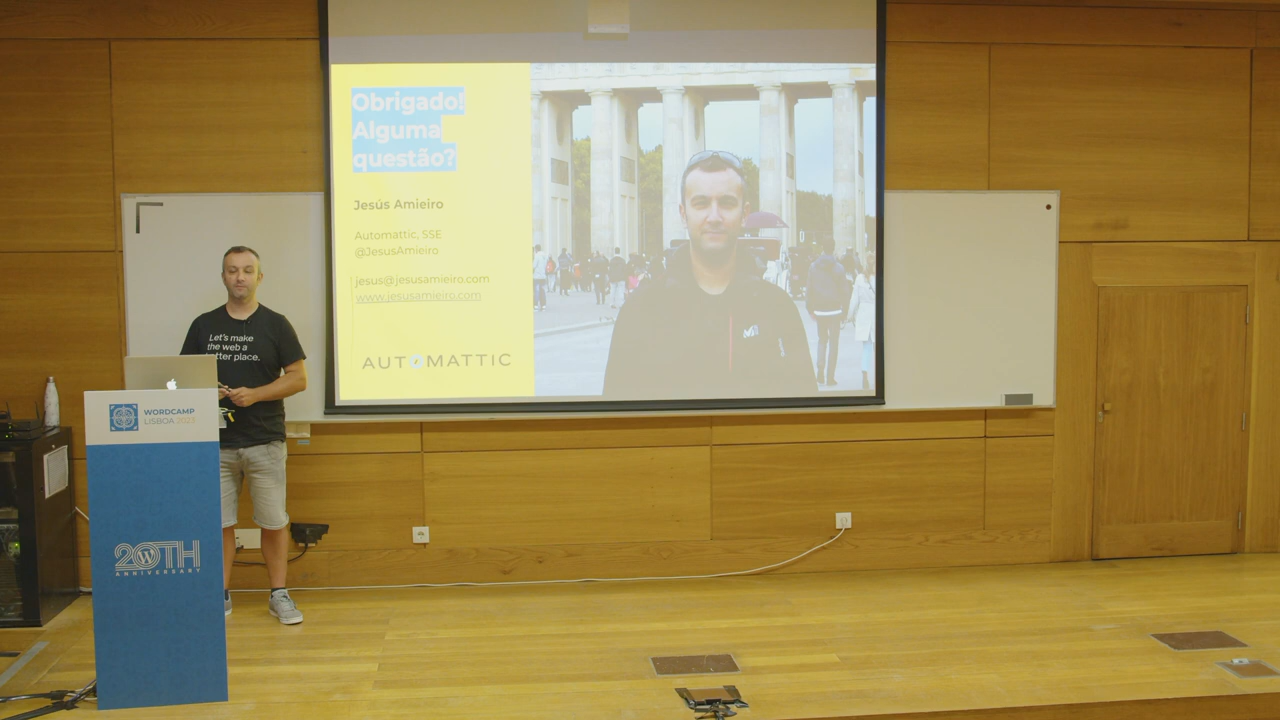 Obrigado!
Alguma
questão?
Jesús Amieiro
Automattic, SSE
@JesusAmieiro
jesus@jesusamieiro.com
www.jesusamieiro.com
AUTOMATTIC
Let's make
the web a
better place.
WORDCAMP
LISBOA 2023
20TH
ANNIVERSARY